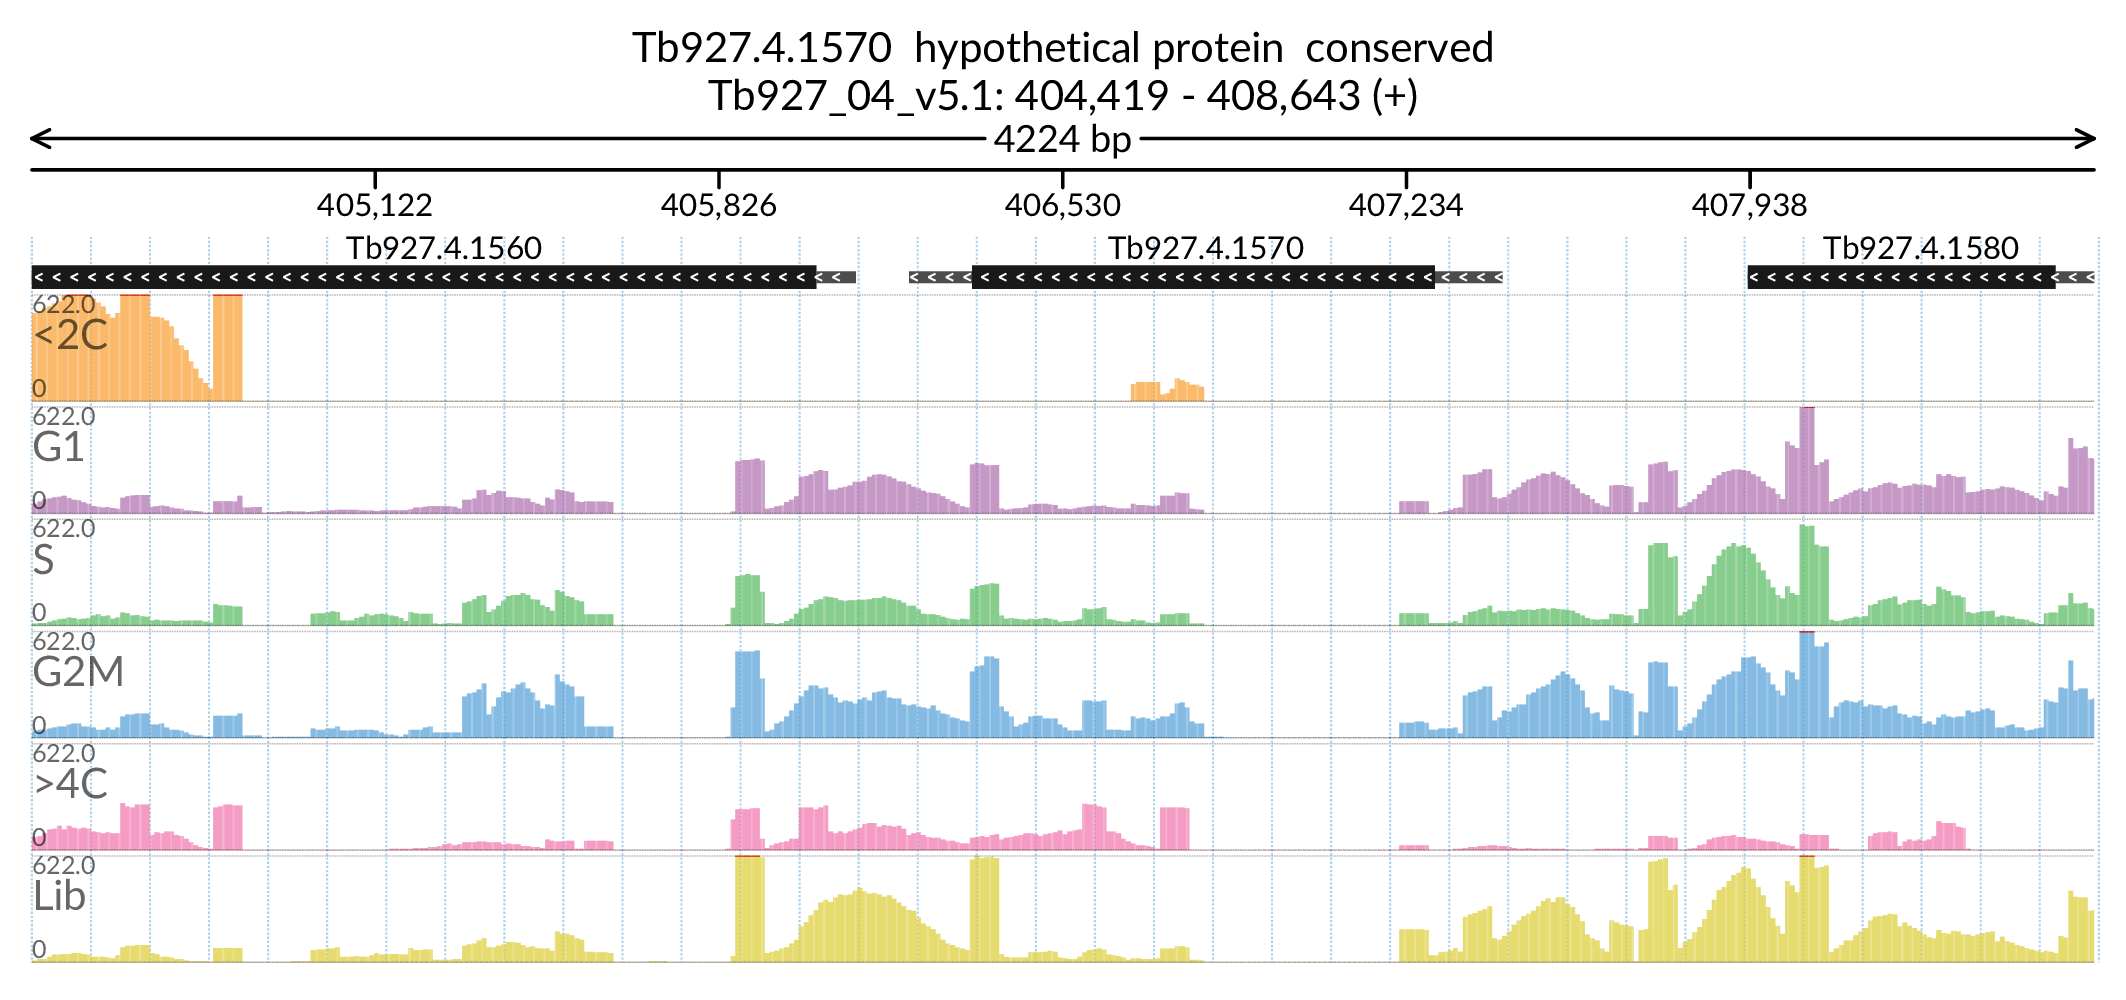 Tb927.4.1570 hypothetical protein conserved
Tb927_04_v5.1: 404,419 - 408,643 (+)
4224 bp
405,122 405,826 406,530 407,234 407,938
Tb927.4.1560 Tb927.4.1570 Tb927.4.1580
622.0
<2C
0
622.0
G1
0
622.0
S
0
622.0
G2M
0
622.0
>4C
0
622.0
Lib
0